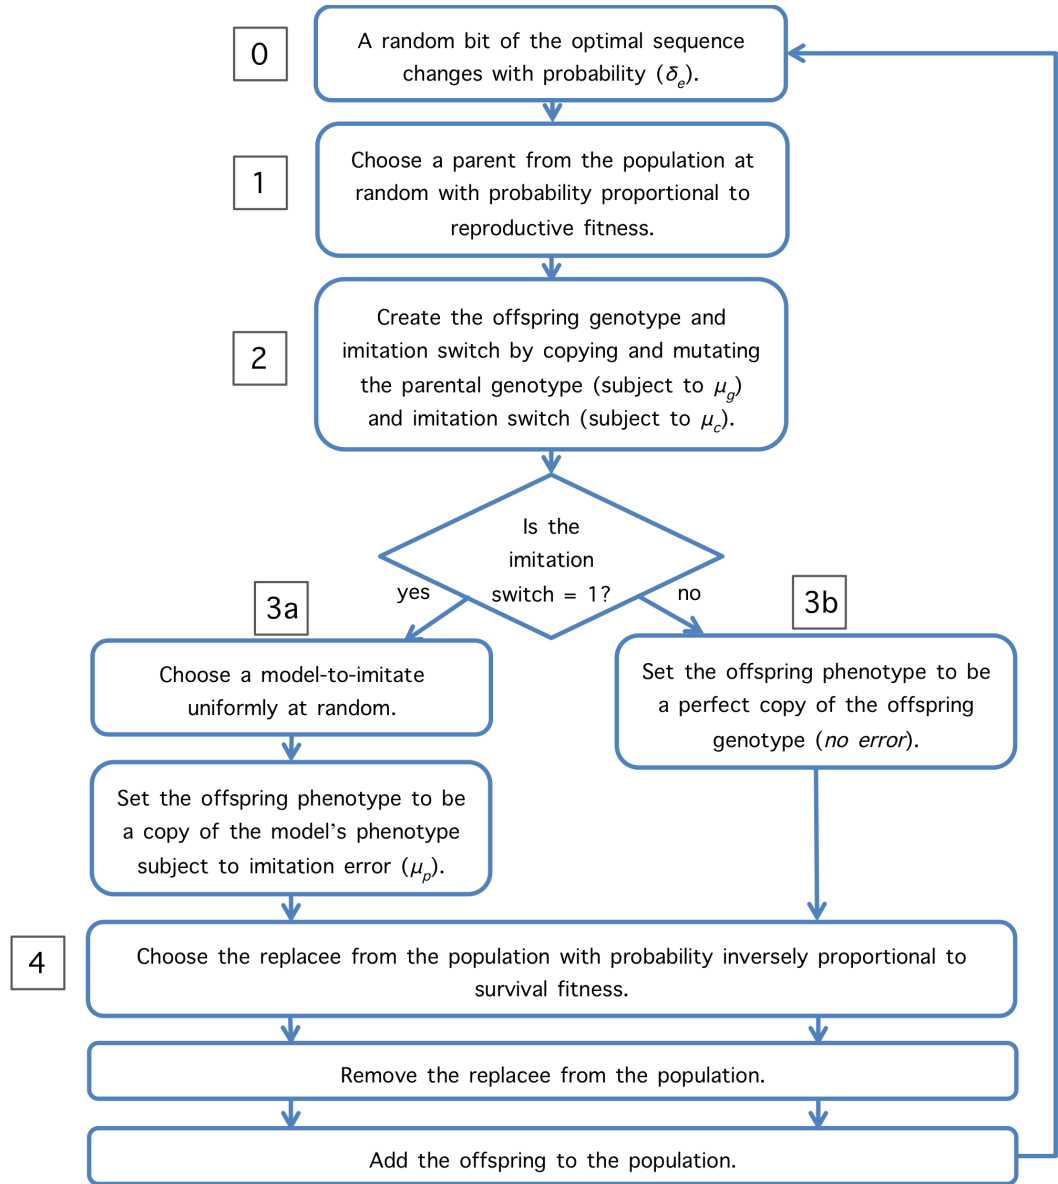 0
A random bit of the optimal sequence
changes with probability (δe).
1
Choose a parent from the population at
random with probability proportional to
reproductive fitness.
2
Create the offspring genotype and
imitation switch by copying and mutating
the parental genotype (subject to μg)
and imitation switch (subject to μc).
Is the
imitation
switch = 1?
yes
no
3a
3b
Choose a model-to-imitate
uniformly at random.
Set the offspring phenotype to be
a perfect copy of the offspring
genotype (no error).
Set the offspring phenotype to be
a copy of the model’s phenotype
subject to imitation error (μp).
4
Choose the replacee from the population with probability inversely proportional to
survival fitness.
Remove the replacee from the population.
Add the offspring to the population.